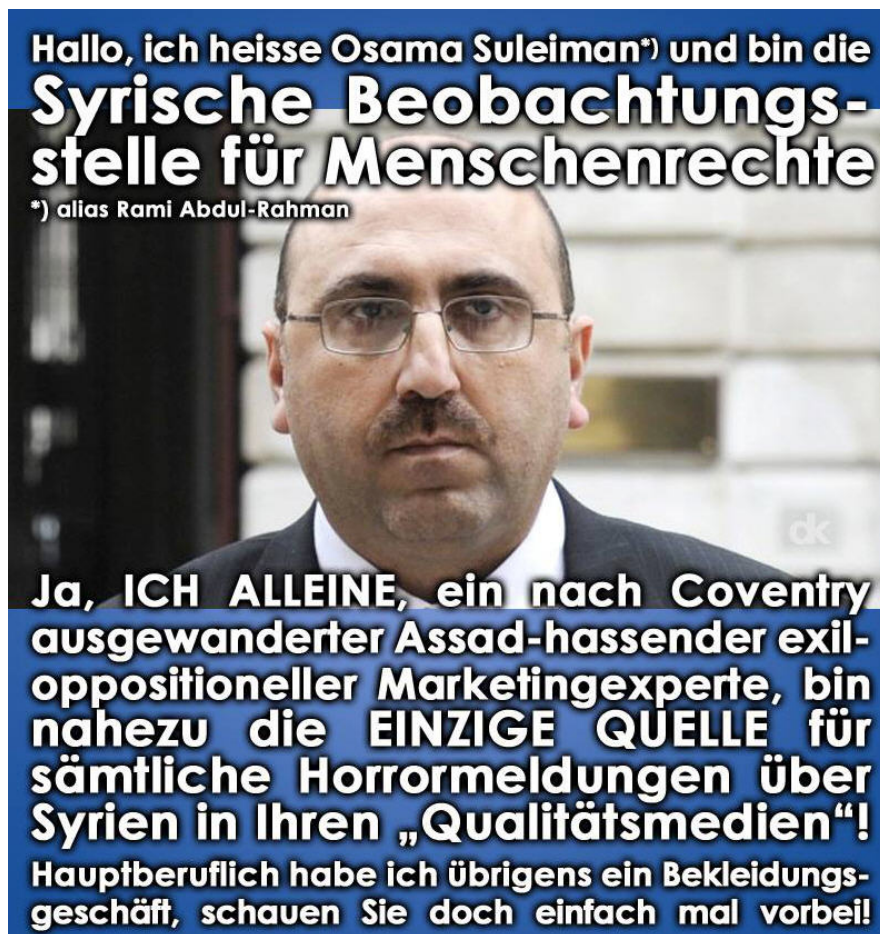 Hallo, ich heisse Osama Suleiman*) und bin die
Syrische Beobachtungs-
stelle für Menschenrechte
*) alias Rami Abdul-Rahman
dk
Ja, ICH ALLEINE, ein nach Coventry
ausgewanderter Assad-hassender exil-
oppositioneller Marketingexperte, bin
nahezu die EINZIGE QUELLE für
sämtliche Horrormeldungen über
Syrien in Ihren „Qualitätsmedien“!
Hauptberuflich habe ich übrigens ein Bekleidungs-
geschäft, schauen Sie doch einfach mal vorbei!